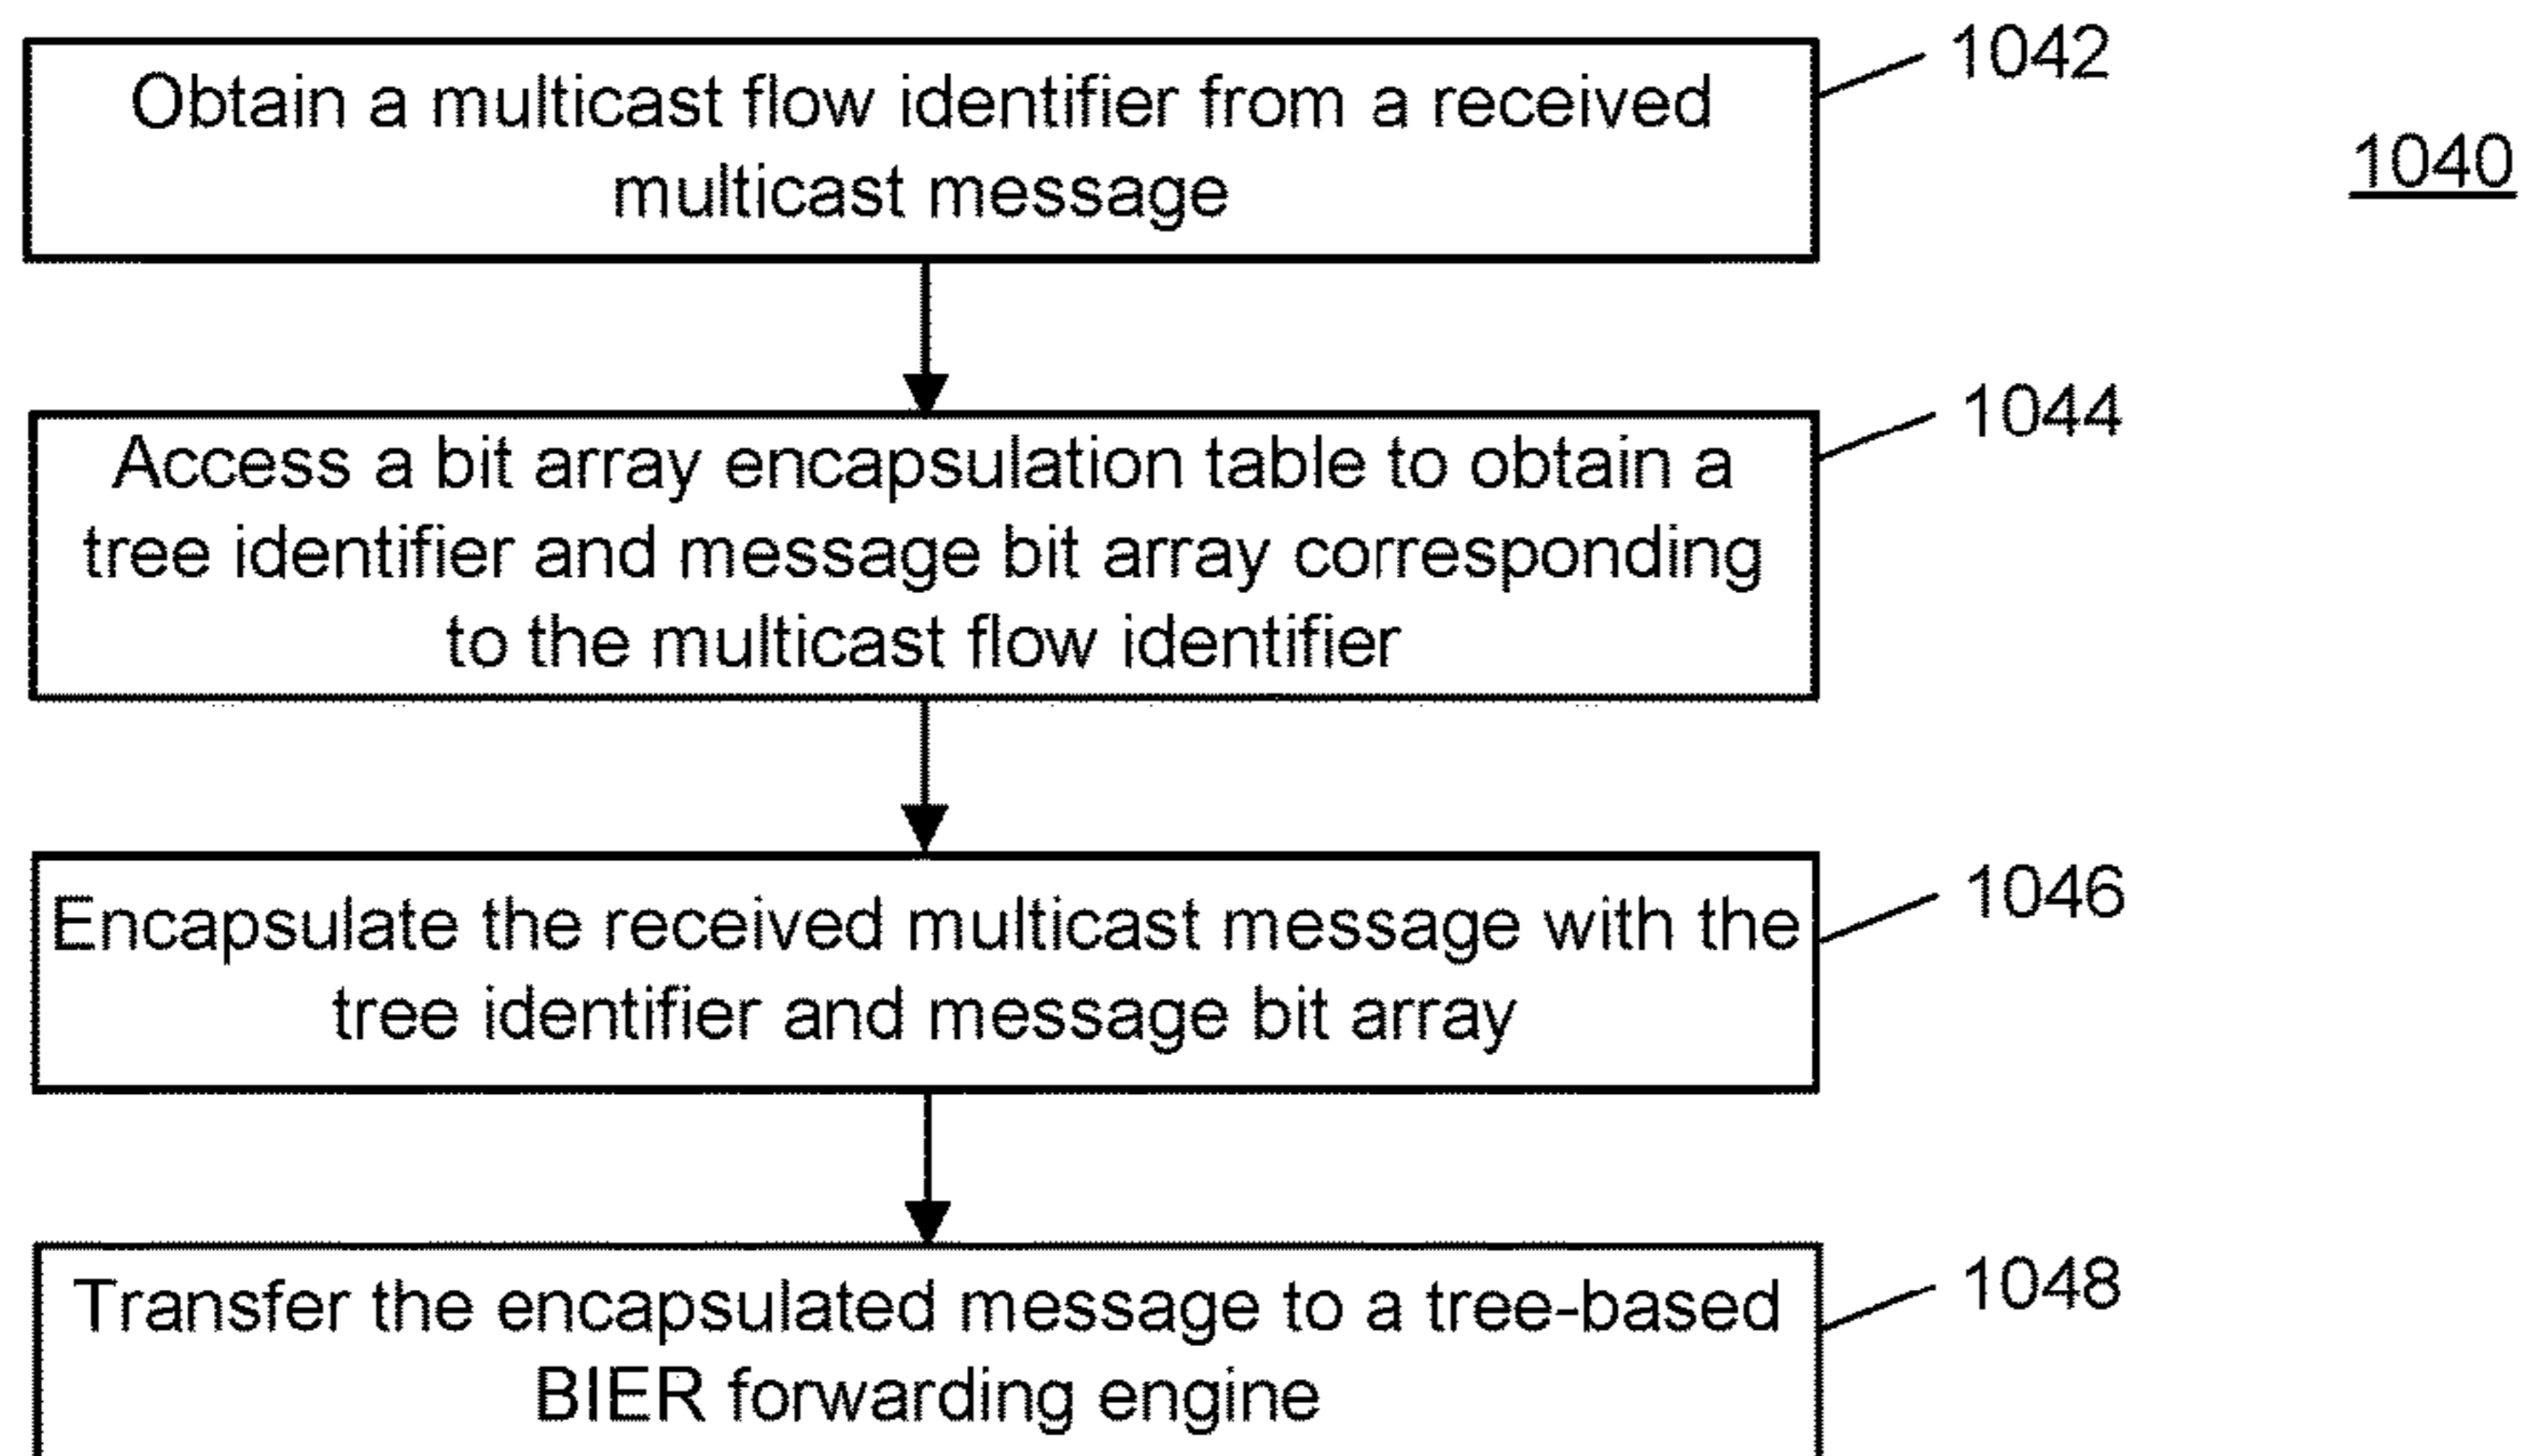 Obtain a multicast flow identifier from a received
multicast message
1042
1040
Access a bit array encapsulation table to obtain a
tree identifier and message bit array corresponding
to the multicast flow identifier
1044
Encapsulate the received multicast message with the
tree identifier and message bit array
1046
Transfer the encapsulated message to a tree-based
BIER forwarding engine
1048